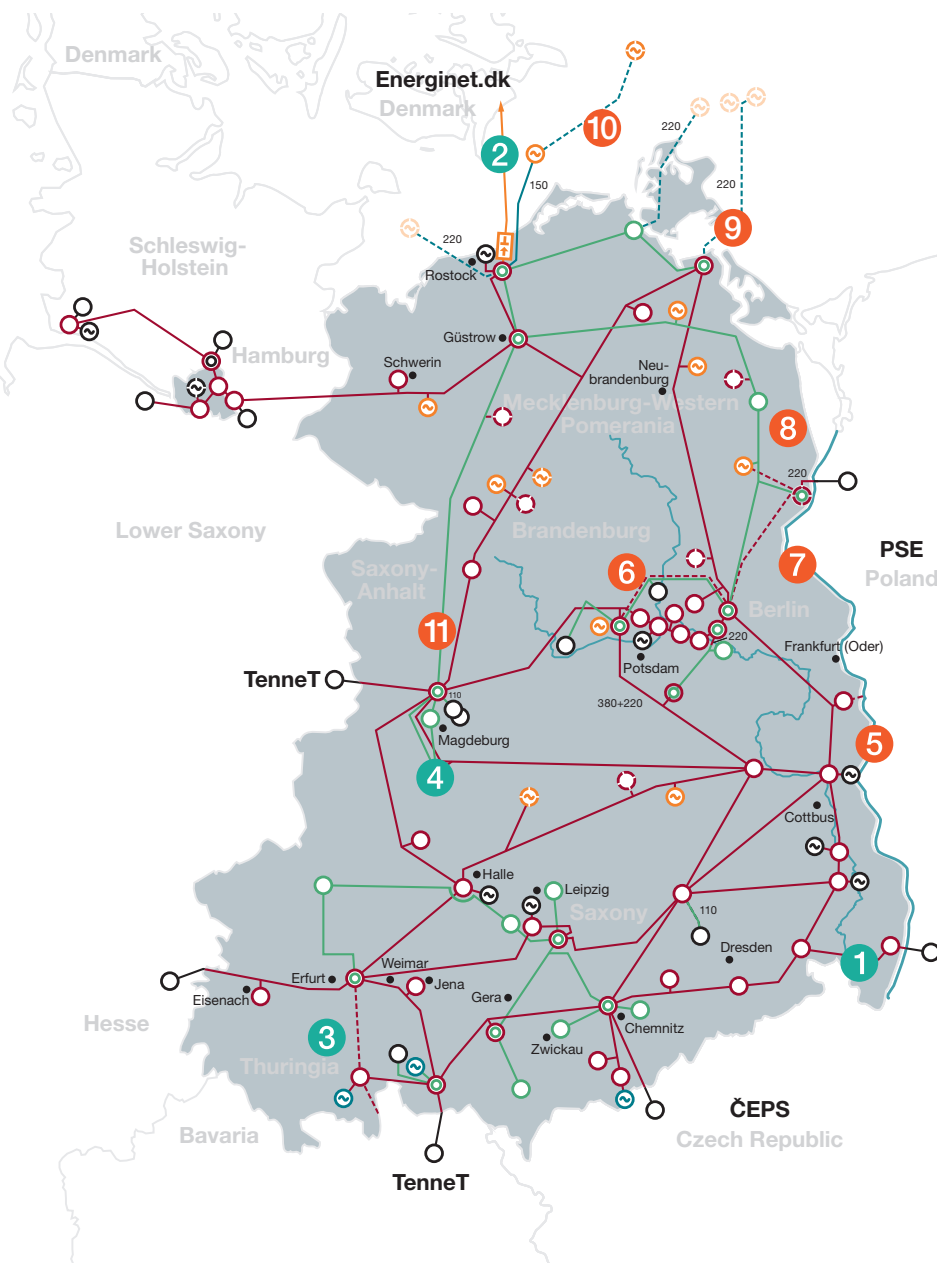 Denmark
Energinet.dk
Denmark
10
2
220
150
220
9
Schleswig-
Holstein
220
Rostock
Güstrow
Hamburg
Schwerin
Neu-
brandenburg
Mecklenburg-Western
Pomerania
8
220
Lower Saxony
Brandenburg
PSE
Poland
Saxony-
Anhalt
6
7
Berlin
11
220
Frankfurt (Oder)
Potsdam
TenneT
110
380+220
Magdeburg
5
4
Cottbus
Halle
Leipzig
Saxony
110
Dresden
1
Weimar
Erfurt
Jena
Eisenach
Gera
Hesse
Chemnitz
Zwickau
3
Thuringia
ČEPS
Bavaria
Czech Republic
TenneT